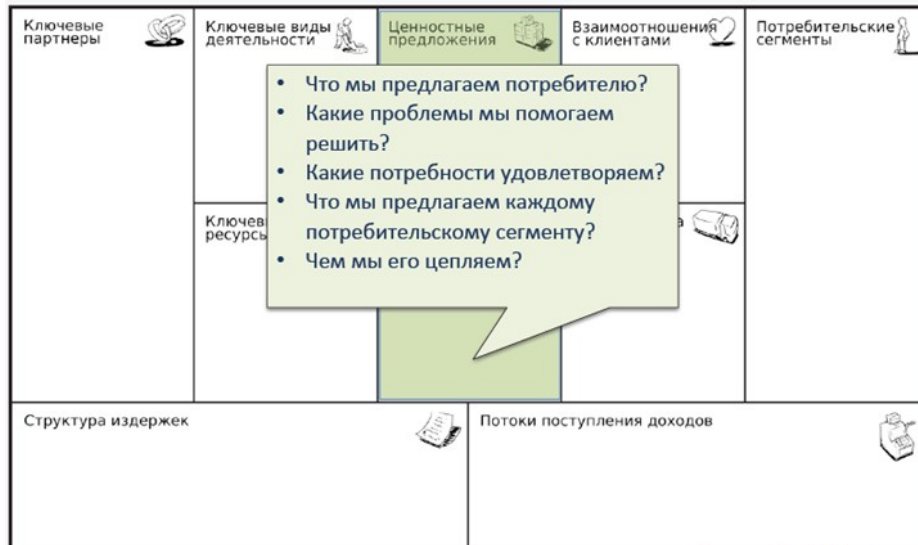 Ключевые
партнеры
Ключевые виды
деятельности
Ценностные
предложения
Взаимоотношения
с клиентами
Потребительские
сегменты
• Что мы предлагаем потребителю?
• Какие проблемы мы помогаем
решить?
• Какие потребности удовлетворяем?
• Что мы предлагаем каждому
потребительскому сегменту?
• Чем мы его цепляем?
Структура издержек
Потоки поступления доходов